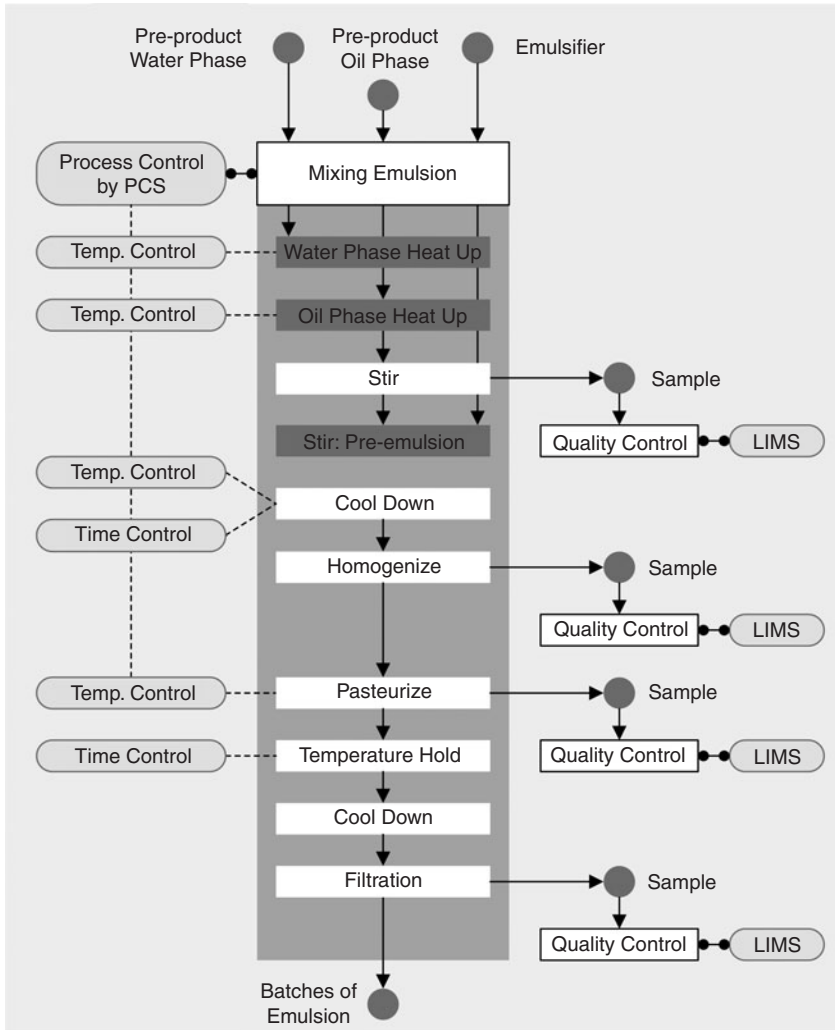 Pre-product
Water Phase
Pre-product
Oil Phase
Emulsifier
Process Control
by PCS
Mixing Emulsion
Temp. Control
Water Phase Heat Up
Temp. Control
Oil Phase Heat Up
Stir
Sample
Stir: Pre-emulsion
Quality Control
LIMS
Temp. Control
Cool Down
Time Control
Homogenize
Sample
Quality Control
LIMS
Temp. Control
Pasteurize
Sample
Time Control
Temperature Hold
Quality Control
LIMS
Cool Down
Filtration
Sample
Quality Control
LIMS
Batches of
Emulsion